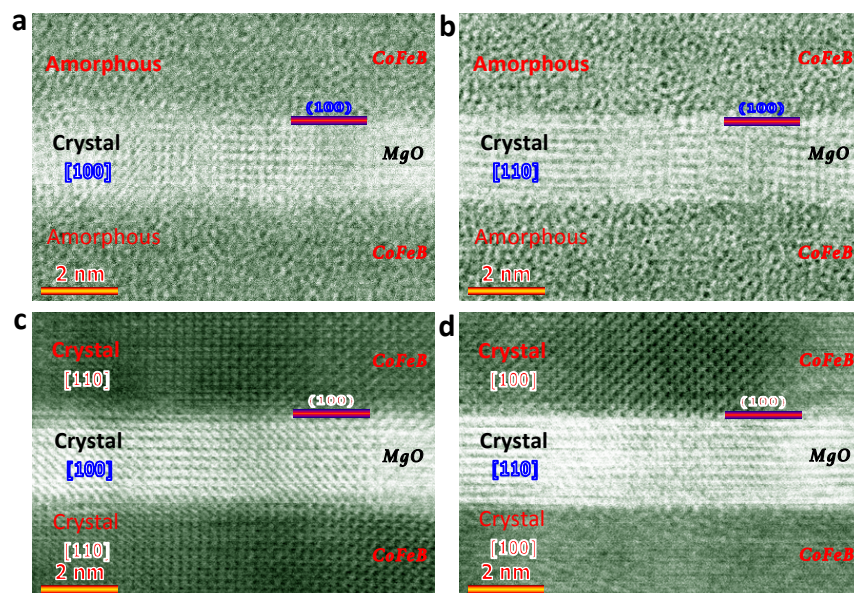 a
CoFeB
Amorphous
(100)
Crystal
MgO
[100]
Amorphous
CoFeB
2 nm
b
CoFeB
Amorphous
(100)
Crystal
MgO
[110]
Amorphous
CoFeB
2 nm
c
Crystal
CoFeB
[110]
(100)
Crystal
MgO
[100]
Crystal
[110]
CoFeB
2 nm
d
Crystal
CoFeB
[100]
(100)
Crystal
MgO
[110]
Crystal
[100]
CoFeB
2 nm